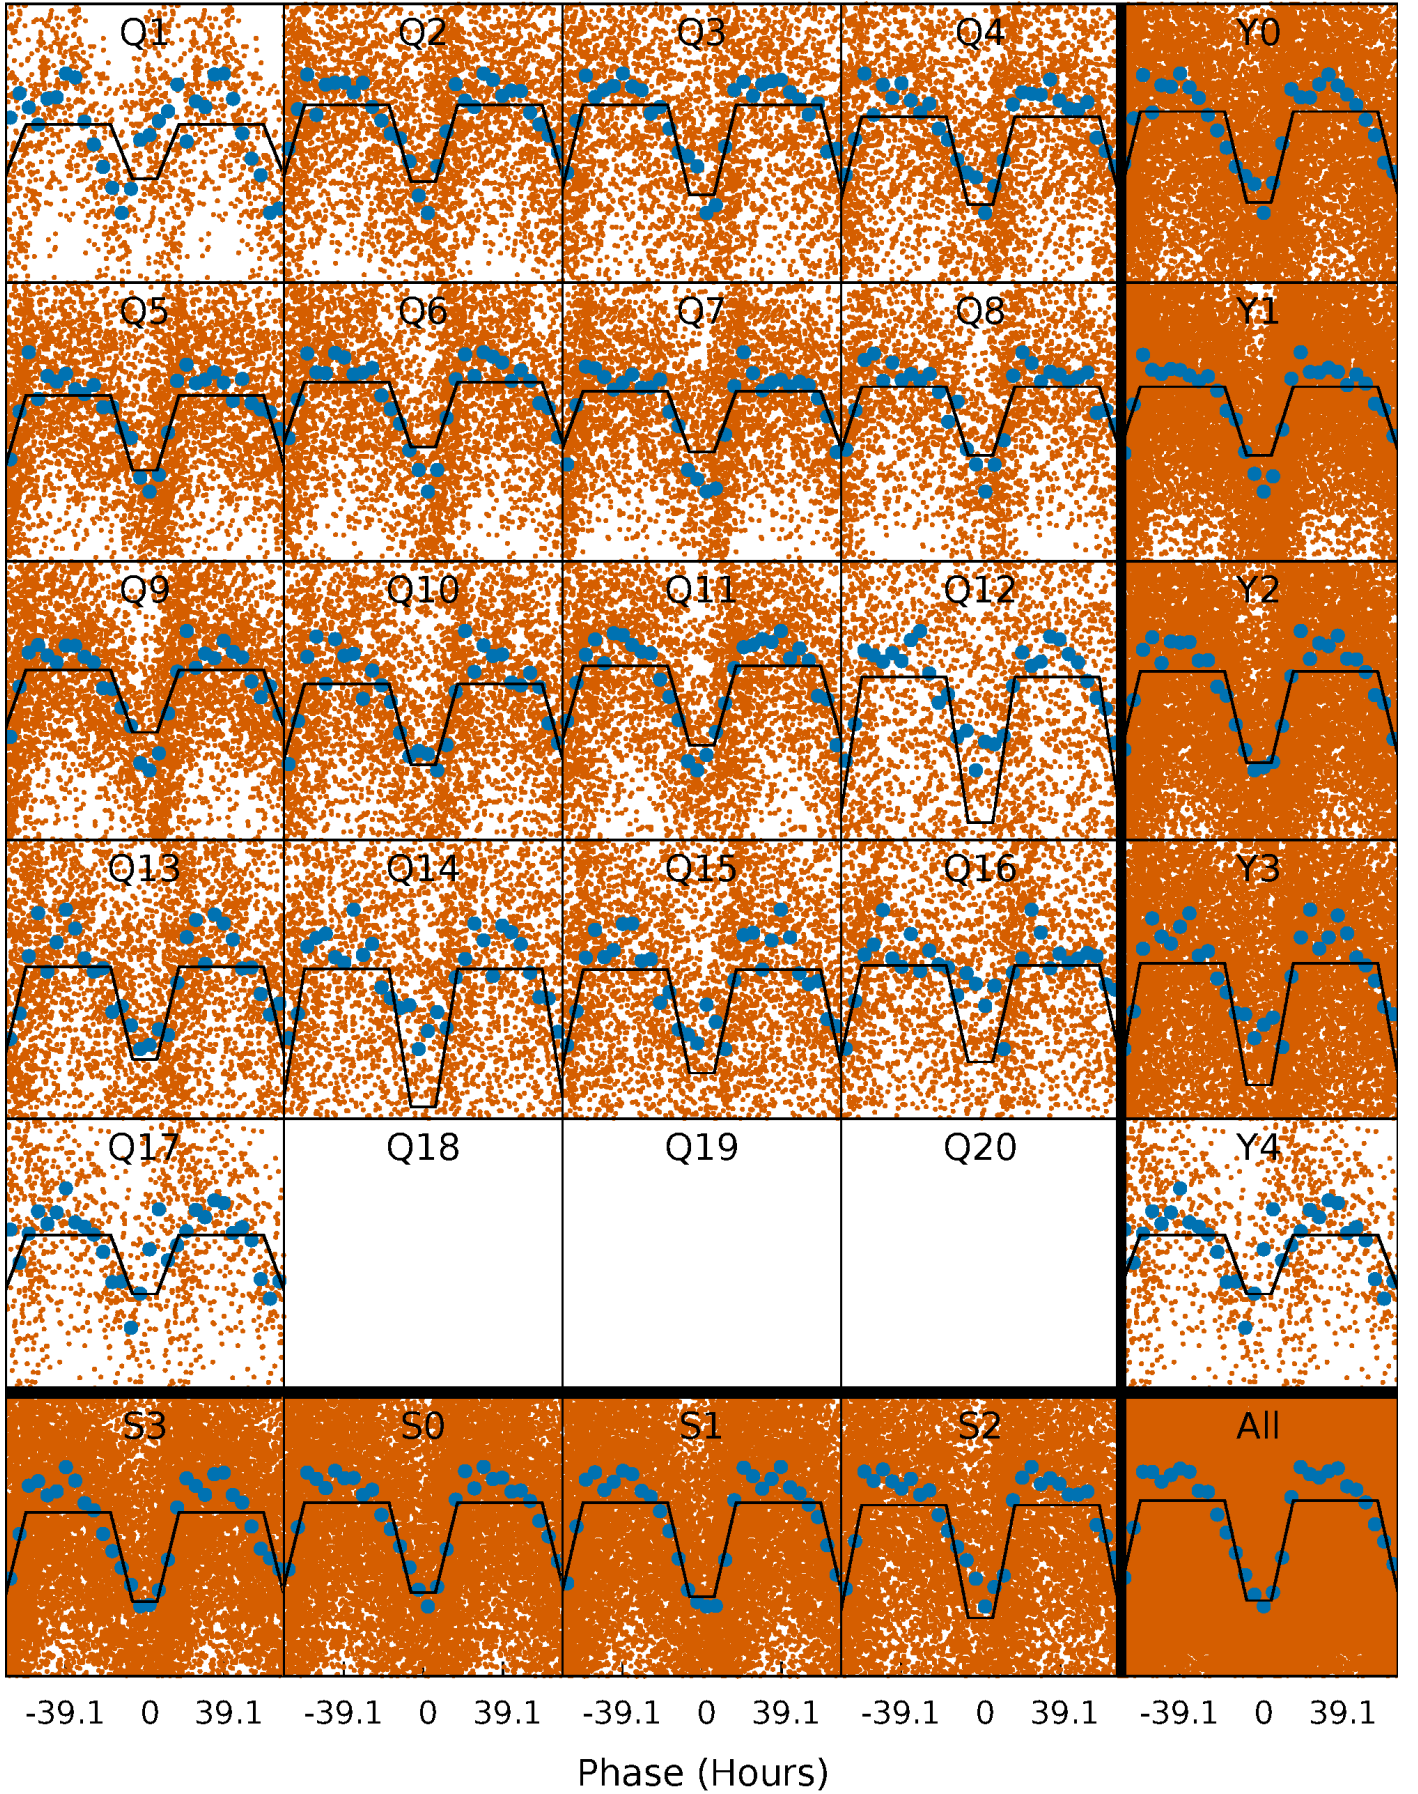 Q1 Q2 Q3 Q4 Y0
Q5 Q6 Q7 Q8 Y1
Q9 Q10 Q11 Q12 Y2
Q13 Q14 Q15 Q16 Y3
Q17 Q18 Q19 Q20 Y4
S3 S0 S1 S2 All
-39.1 0 39.1 -39.1 0 39.1 -39.1 0 39.1 -39.1 0 39.1 -39.1 0 39.1
Phase (Hours)